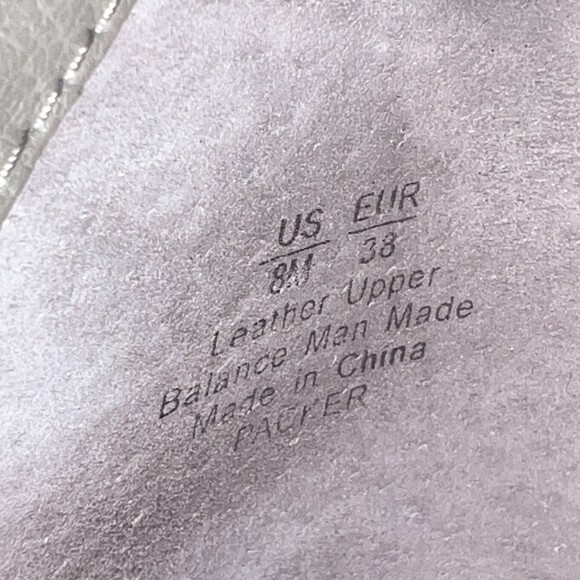 US EUR
8M 38
Leather Upper
Balance Man Made
Made in China
PACKER